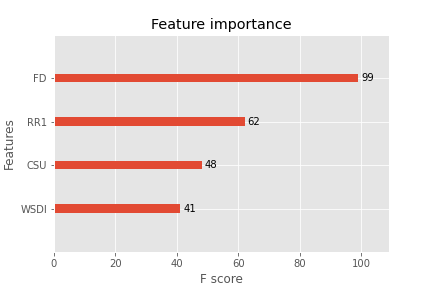 Feature importance
Features
FD 99
RR1 62
CSU 48
WSDI 41
0 20 40 60 80 100
F score